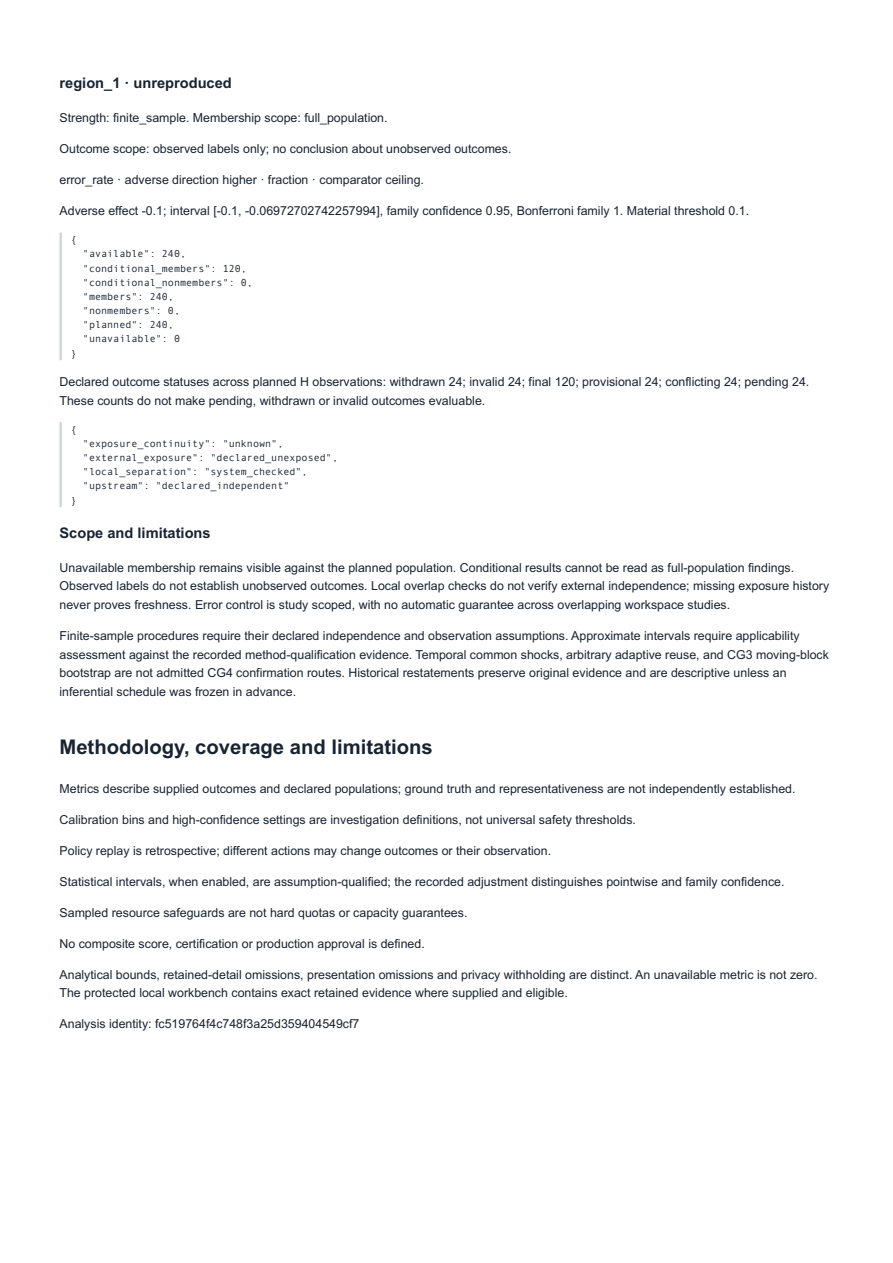 region_1 · unreproduced
Strength: finite_sample. Membership scope: full_population.
Outcome scope: observed labels only; no conclusion about unobserved outcomes.
error_rate · adverse direction higher · fraction · comparator ceiling.
Adverse effect -0.1; interval [-0.1, -0.06972702742257994], family confidence 0.95, Bonferroni family 1. Material threshold 0.1.
{
  "available": 240,
  "conditional_members": 120,
  "conditional_nonmembers": 0,
  "members": 240,
  "nonmembers": 0,
  "planned": 240,
  "unavailable": 0
}
Declared outcome statuses across planned H observations: withdrawn 24; invalid 24; final 120; provisional 24; conflicting 24; pending 24.
These counts do not make pending, withdrawn or invalid outcomes evaluable.
{
  "exposure_continuity": "unknown",
  "external_exposure": "declared_unexposed",
  "local_separation": "system_checked",
  "upstream": "declared_independent"
}
Scope and limitations
Unavailable membership remains visible against the planned population. Conditional results cannot be read as full-population findings.
Observed labels do not establish unobserved outcomes. Local overlap checks do not verify external independence; missing exposure history
never proves freshness. Error control is study scoped, with no automatic guarantee across overlapping workspace studies.
Finite-sample procedures require their declared independence and observation assumptions. Approximate intervals require applicability
assessment against the recorded method-qualification evidence. Temporal common shocks, arbitrary adaptive reuse, and CG3 moving-block
bootstrap are not admitted CG4 confirmation routes. Historical restatements preserve original evidence and are descriptive unless an
inferential schedule was frozen in advance.
Methodology, coverage and limitations
Metrics describe supplied outcomes and declared populations; ground truth and representativeness are not independently established.
Calibration bins and high-confidence settings are investigation definitions, not universal safety thresholds.
Policy replay is retrospective; different actions may change outcomes or their observation.
Statistical intervals, when enabled, are assumption-qualified; the recorded adjustment distinguishes pointwise and family confidence.
Sampled resource safeguards are not hard quotas or capacity guarantees.
No composite score, certification or production approval is defined.
Analytical bounds, retained-detail omissions, presentation omissions and privacy withholding are distinct. An unavailable metric is not zero.
The protected local workbench contains exact retained evidence where supplied and eligible.
Analysis identity: fc519764f4c748f3a25d359404549cf7